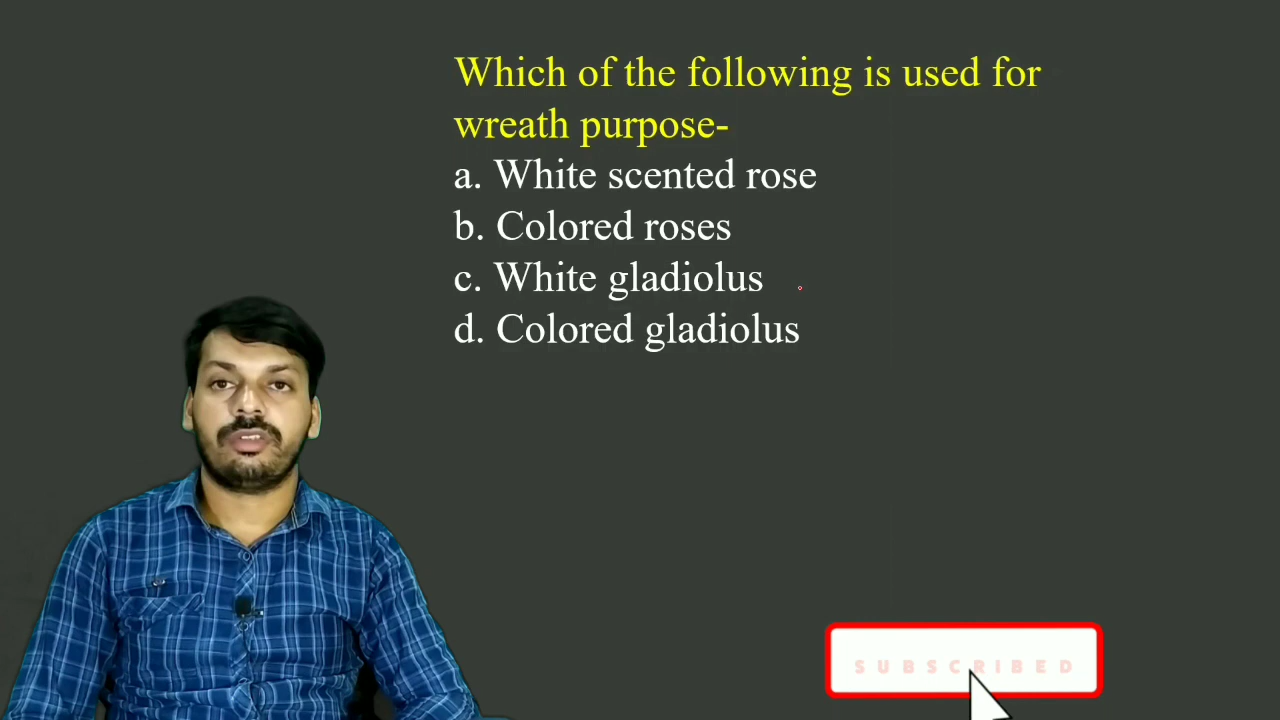 Which of the following is used for
wreath purpose-
a. White scented rose
b. Colored roses
c. White gladiolus
d. Colored gladiolus
SUBSCRIBED